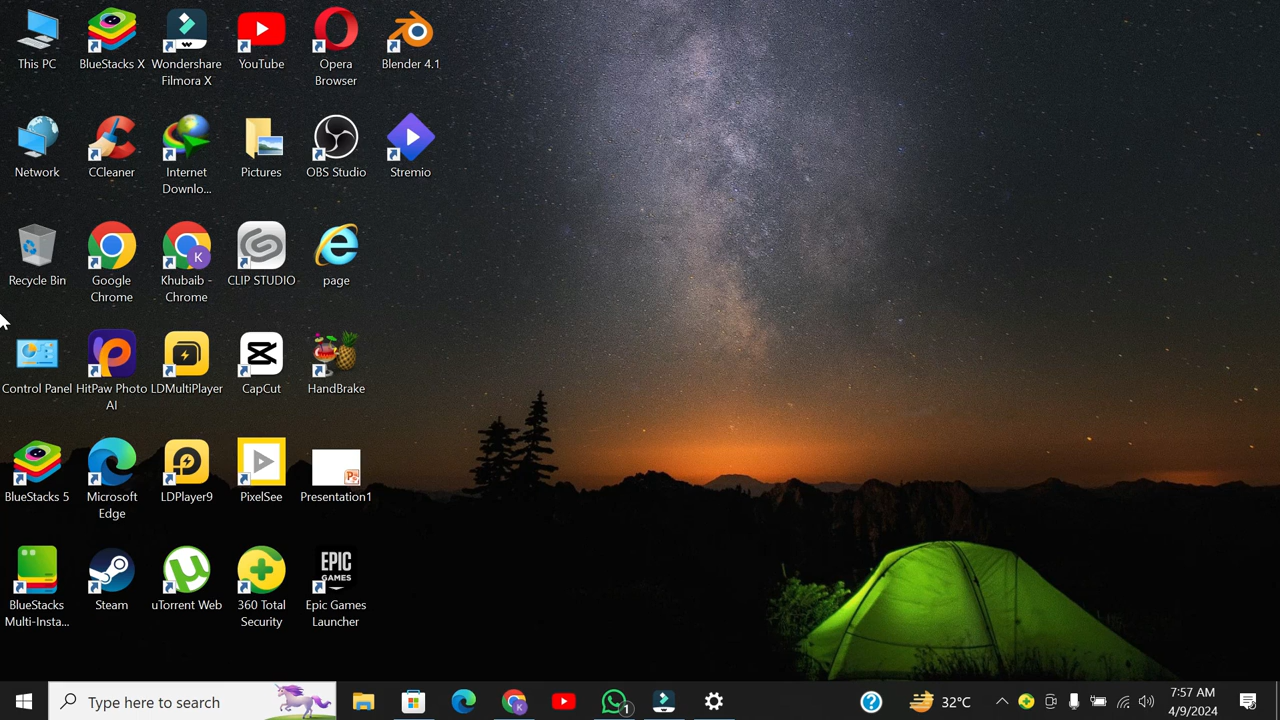 This PC
BlueStacks X
Wondershare
Filmora X
YouTube
Opera
Browser
Blender 4.1
Network
CCleaner
Internet
Downlo...
Pictures
OBS Studio
Stremio
Recycle Bin
Google
Chrome
K
Khubaib -
Chrome
CLIP STUDIO
page
Control Panel
HitPaw Photo
AI
LDMultiPlayer
CapCut
HandBrake
BlueStacks 5
Microsoft
Edge
LDPlayer9
PixelSee
Presentation1
BlueStacks
Multi-Insta...
Steam
uTorrent Web
360 Total
Security
EPIC
GAMES
Epic Games
Launcher
Type here to search
K
1
32°C
7:57 AM
4/9/2024